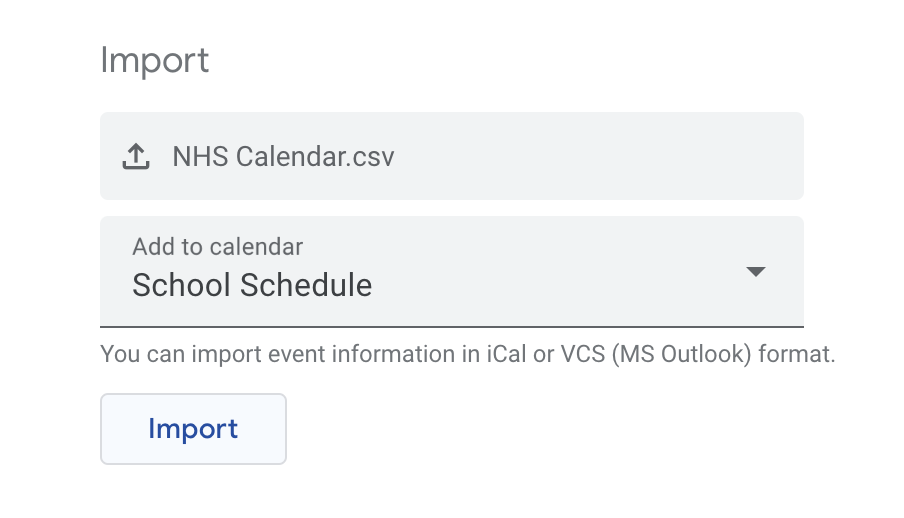 Import
NHS Calendar.csv
Add to calendar
School Schedule
You can import event information in iCal or VCS (MS Outlook) format.
Import